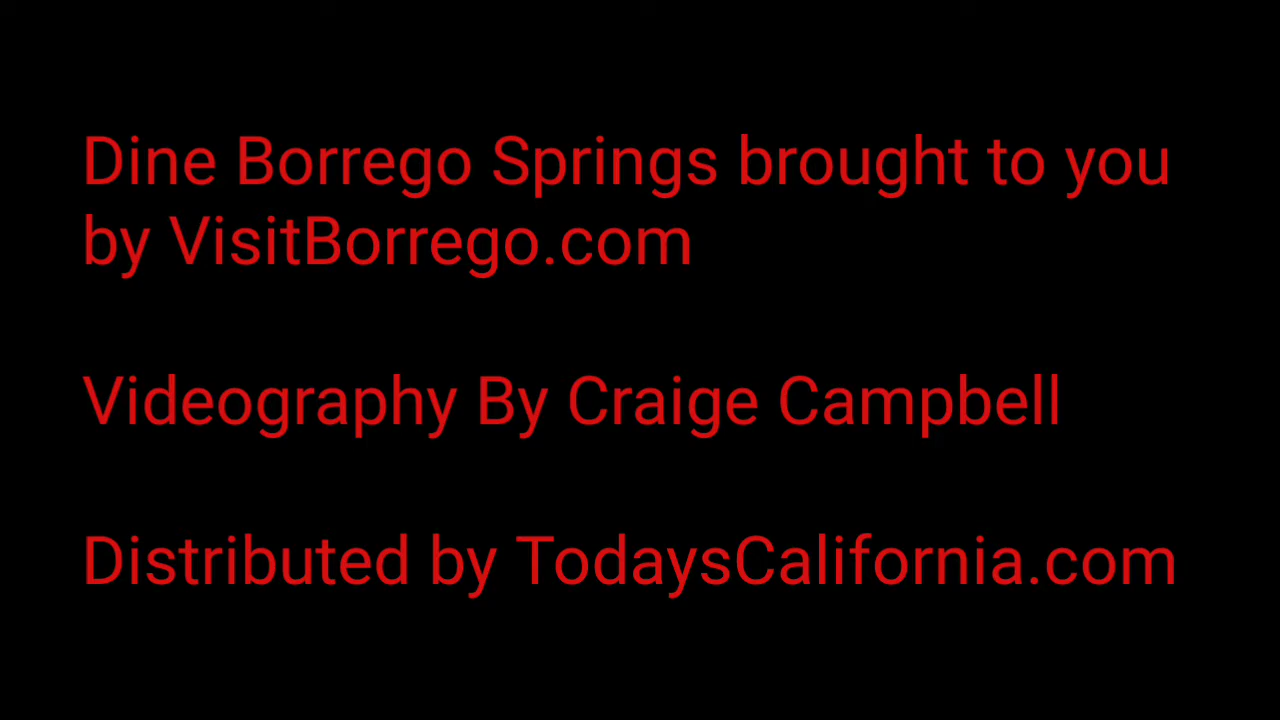 Dine Borrego Springs brought to you
by VisitBorrego.com
Videography By Craige Campbell
Distributed by TodaysCalifornia.com